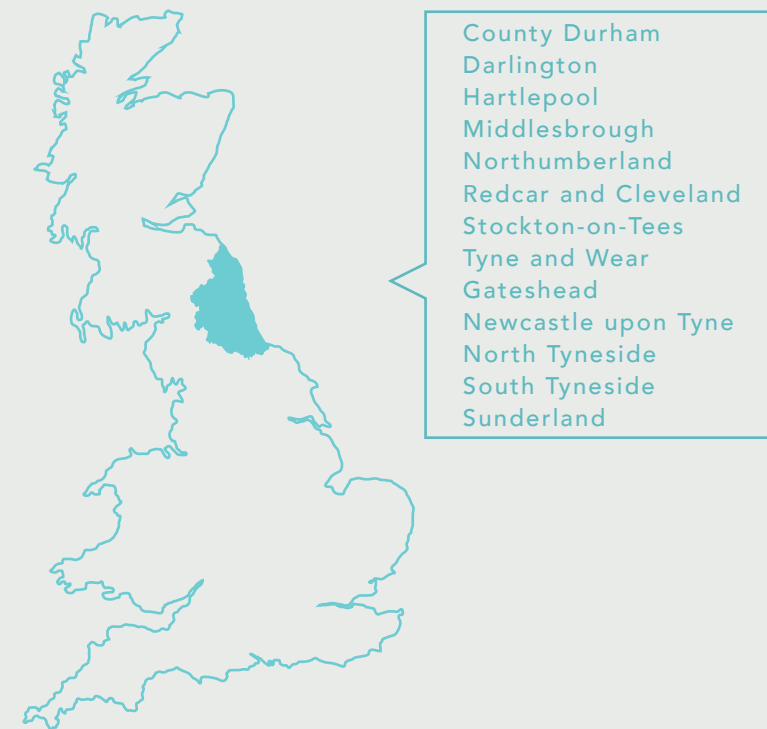 County Durham
Darlington
Hartlepool
Middlesbrough
Northumberland
Redcar and Cleveland
Stockton-on-Tees
Tyne and Wear
Gateshead
Newcastle upon Tyne
North Tyneside
South Tyneside
Sunderland